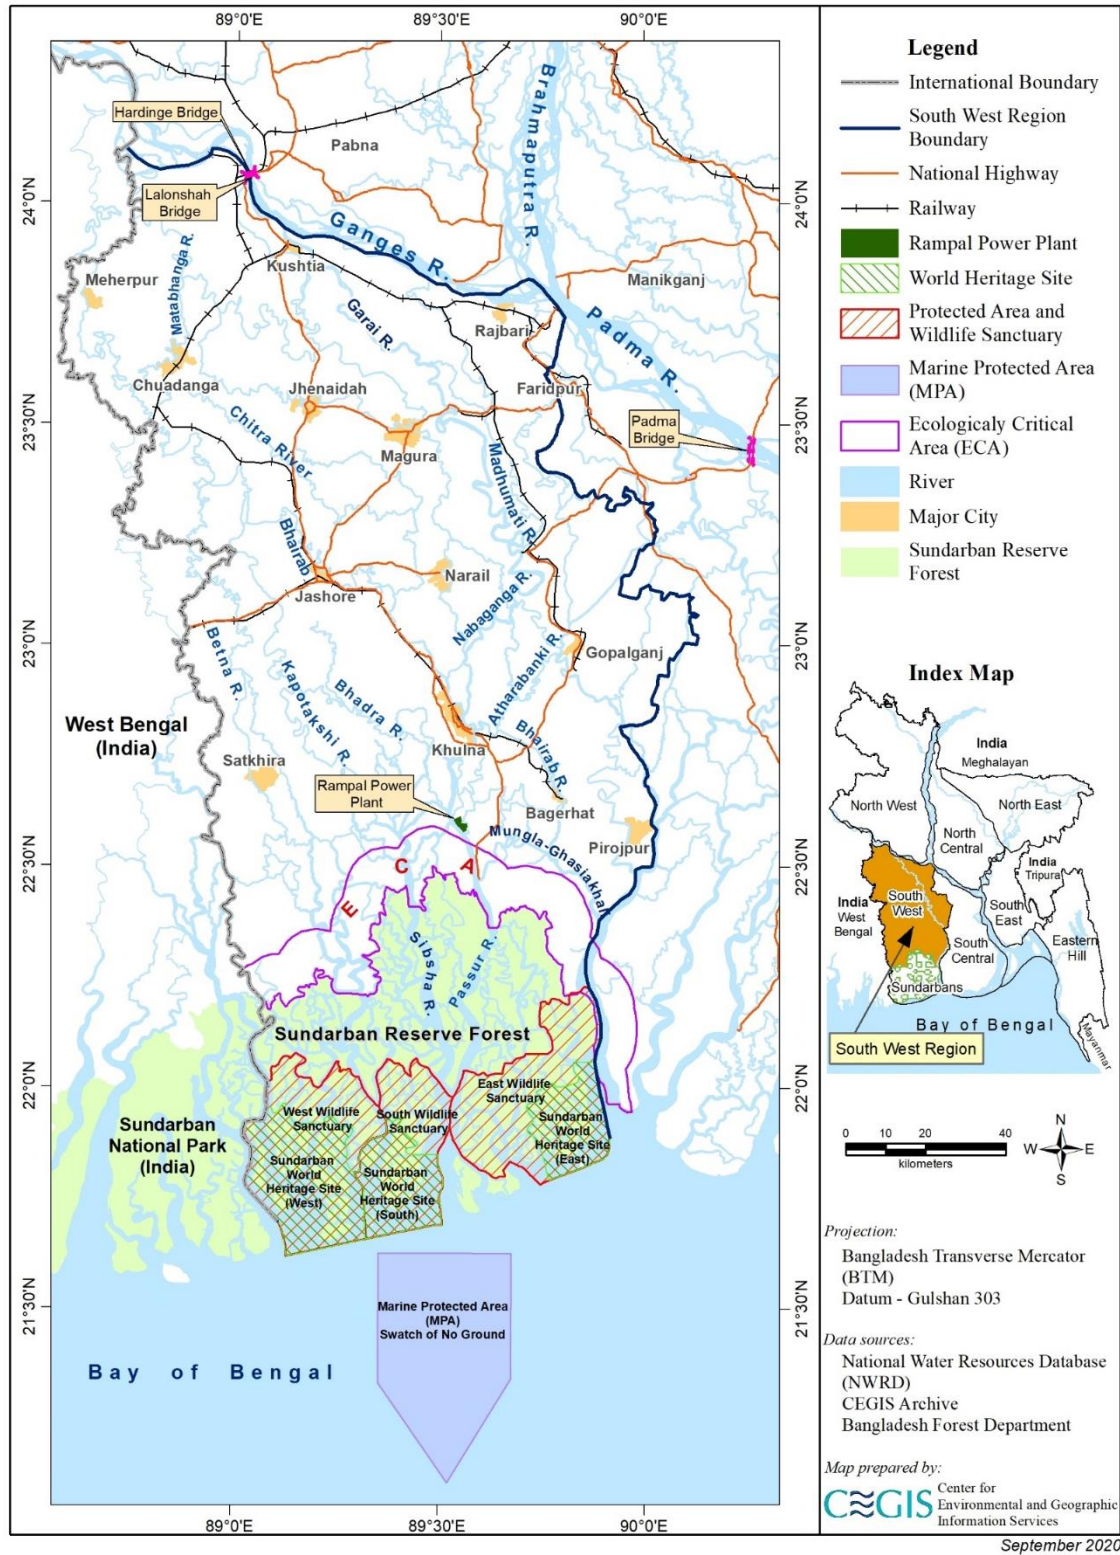 89°0'E
89°30'E
90°0'E
24°0'N
23°30'N
23°0'N
22°30'N
22°0'N
21°30'N
24°0'N
23°30'N
23°0'N
22°30'N
22°0'N
21°30'N
89°0'E
89°30'E
90°0'E
Hardinge Bridge
Pabna
Brahmaputra R.
Lalonshah
Bridge
Ganges R.
Matabhanga R.
Kushtia
Meherpur
Manikganj
Garai R.
Rajbari
Padma R.
Chuadanga
Jhenaidah
Faridpur
Chitra River
Magura
Padma
Bridge
Madhumati R.
Bhairab
Narail
Jashore
Nabaganga R.
Betna R.
Gopalganj
Atharabanki R.
Kapotakshi R.
Bhadra R.
West Bengal
(India)
Khulna
Bhairab R.
Satkhira
Rampal Power
Plant
Bagerhat
Mungla-Ghasiakhal
Pirojpur
E C A
Sibsha R.
Passur R.
Sundarban Reserve Forest
East Wildlife
Sanctuary
West Wildlife
Sanctuary
South Wildlife
Sanctuary
Sundarban
World
Heritage Site
(East)
Sundarban
National Park
(India)
Sundarban
World
Heritage Site
(West)
Sundarban
World
Heritage Site
(South)
Marine Protected Area
(MPA)
Swatch of No Ground
Bay of Bengal
Legend
International Boundary
South West Region
Boundary
National Highway
Railway
Rampal Power Plant
World Heritage Site
Protected Area and
Wildlife Sanctuary
Marine Protected Area
(MPA)
Ecologicaly Critical
Area (ECA)
River
Major City
Sundarban Reserve
Forest
Index Map
India
Meghalayan
North West
North East
North
Central
India
Tripura
South
West
India
West
Bengal
South
East
South
Central
Eastern
Hill
Sundarbans
Bay of Bengal
Mayanmar
South West Region
0 10 20 40
kilometers
N
W E
S
Projection:
Bangladesh Transverse Mercator
(BTM)
Datum - Gulshan 303
Data sources:
National Water Resources Database
(NWRD)
CEGIS Archive
Bangladesh Forest Department
Map prepared by:
CEGIS
Center for
Environmental and Geographic
Information Services
September 2020